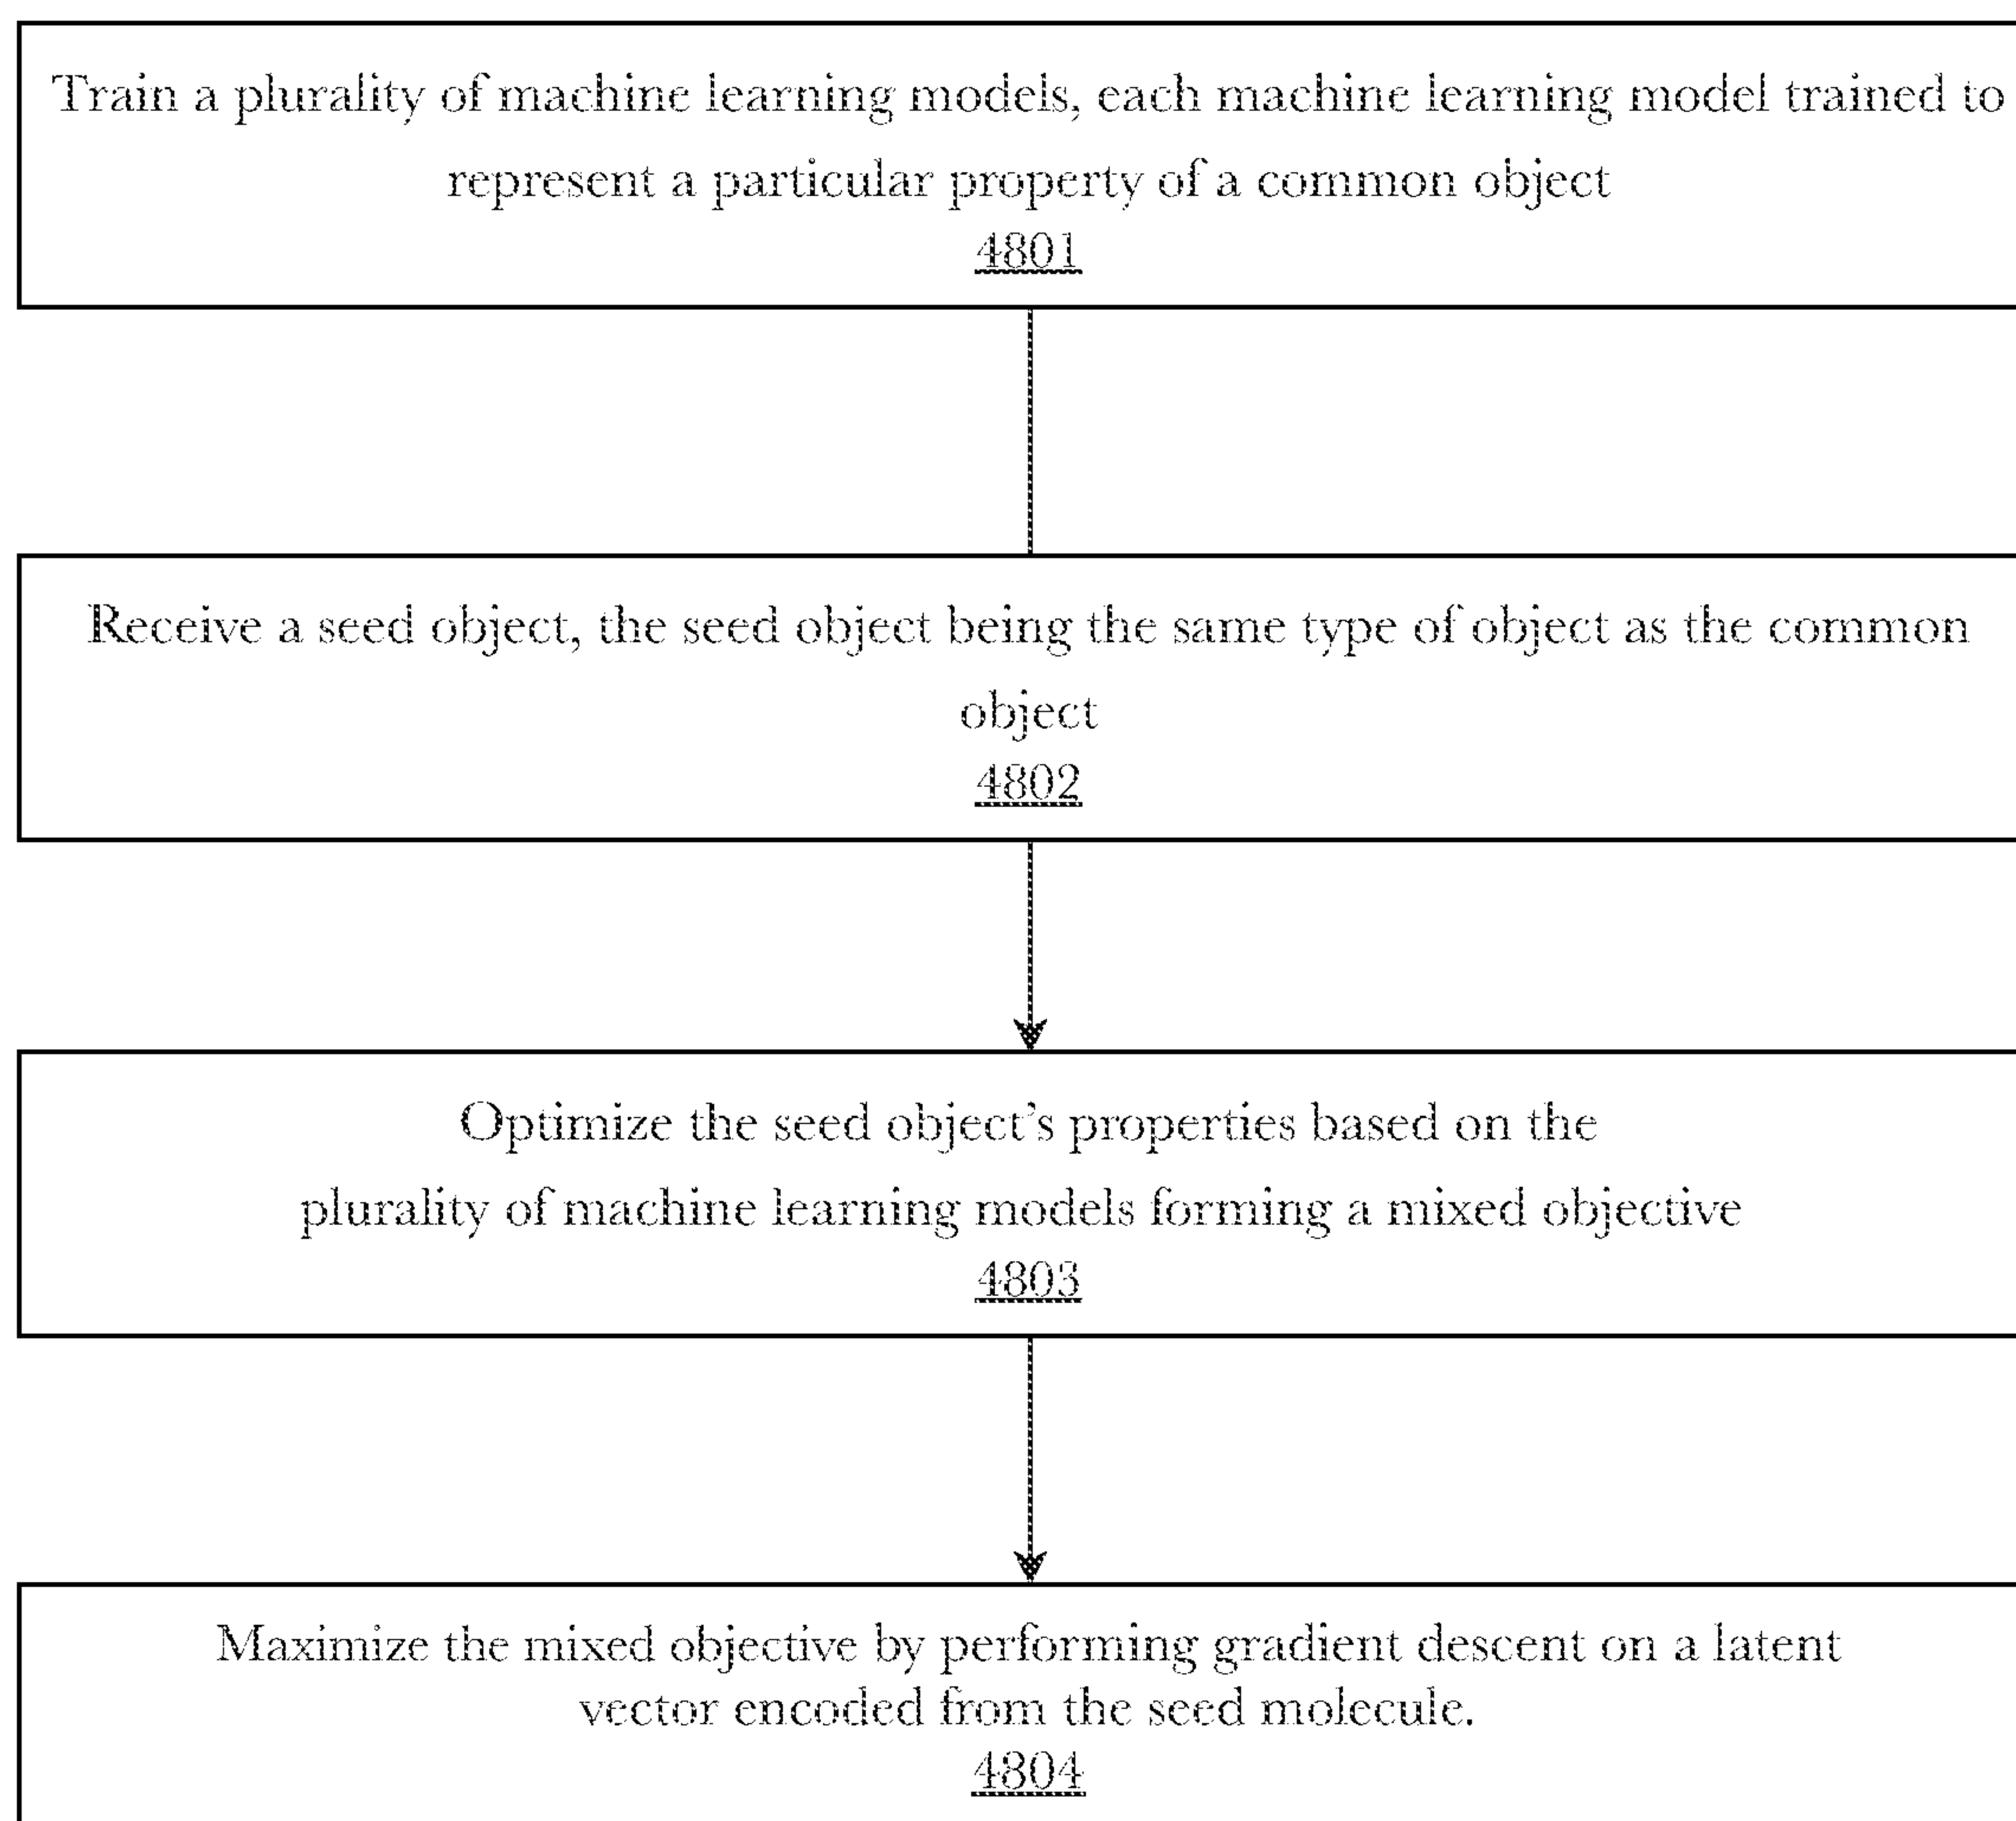 Train a plurality of machine learning models, each machine learning model trained to
represent a particular property of a common object
4801
Receive a seed object, the seed object being the same type of object as the common
object
4802
Optimize the seed object’s properties based on the
plurality of machine learning models forming a mixed objective
4803
Maximize the mixed objective by performing gradient descent on a latent
vector encoded from the seed molecule.
4804